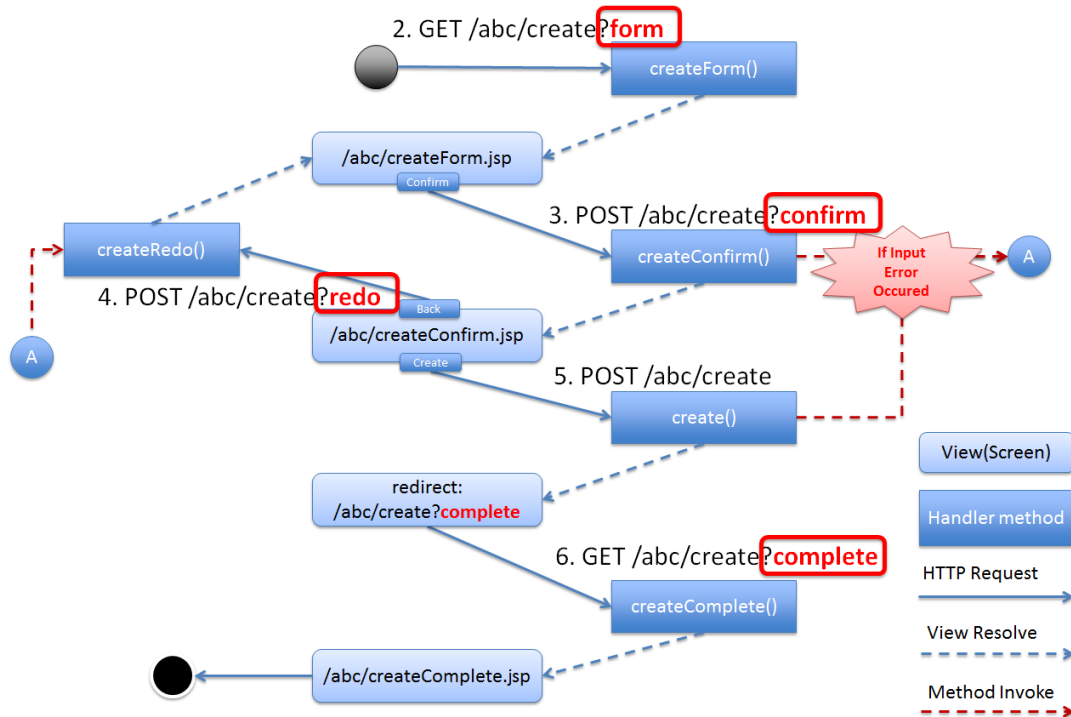 2. GET /abc/create?form
createForm()
/abc/createForm.jsp
Confirm
3. POST /abc/create?confirm
createRedo()
createConfirm()
If Input
Error
Occured
A
4. POST /abc/create?redo
Back
/abc/createConfirm.jsp
A
Create
5. POST /abc/create
create()
View(Screen)
redirect:
/abc/create?complete
Handler method
6. GET /abc/create?complete
HTTP Request
createComplete()
View Resolve
/abc/createComplete.jsp
Method Invoke